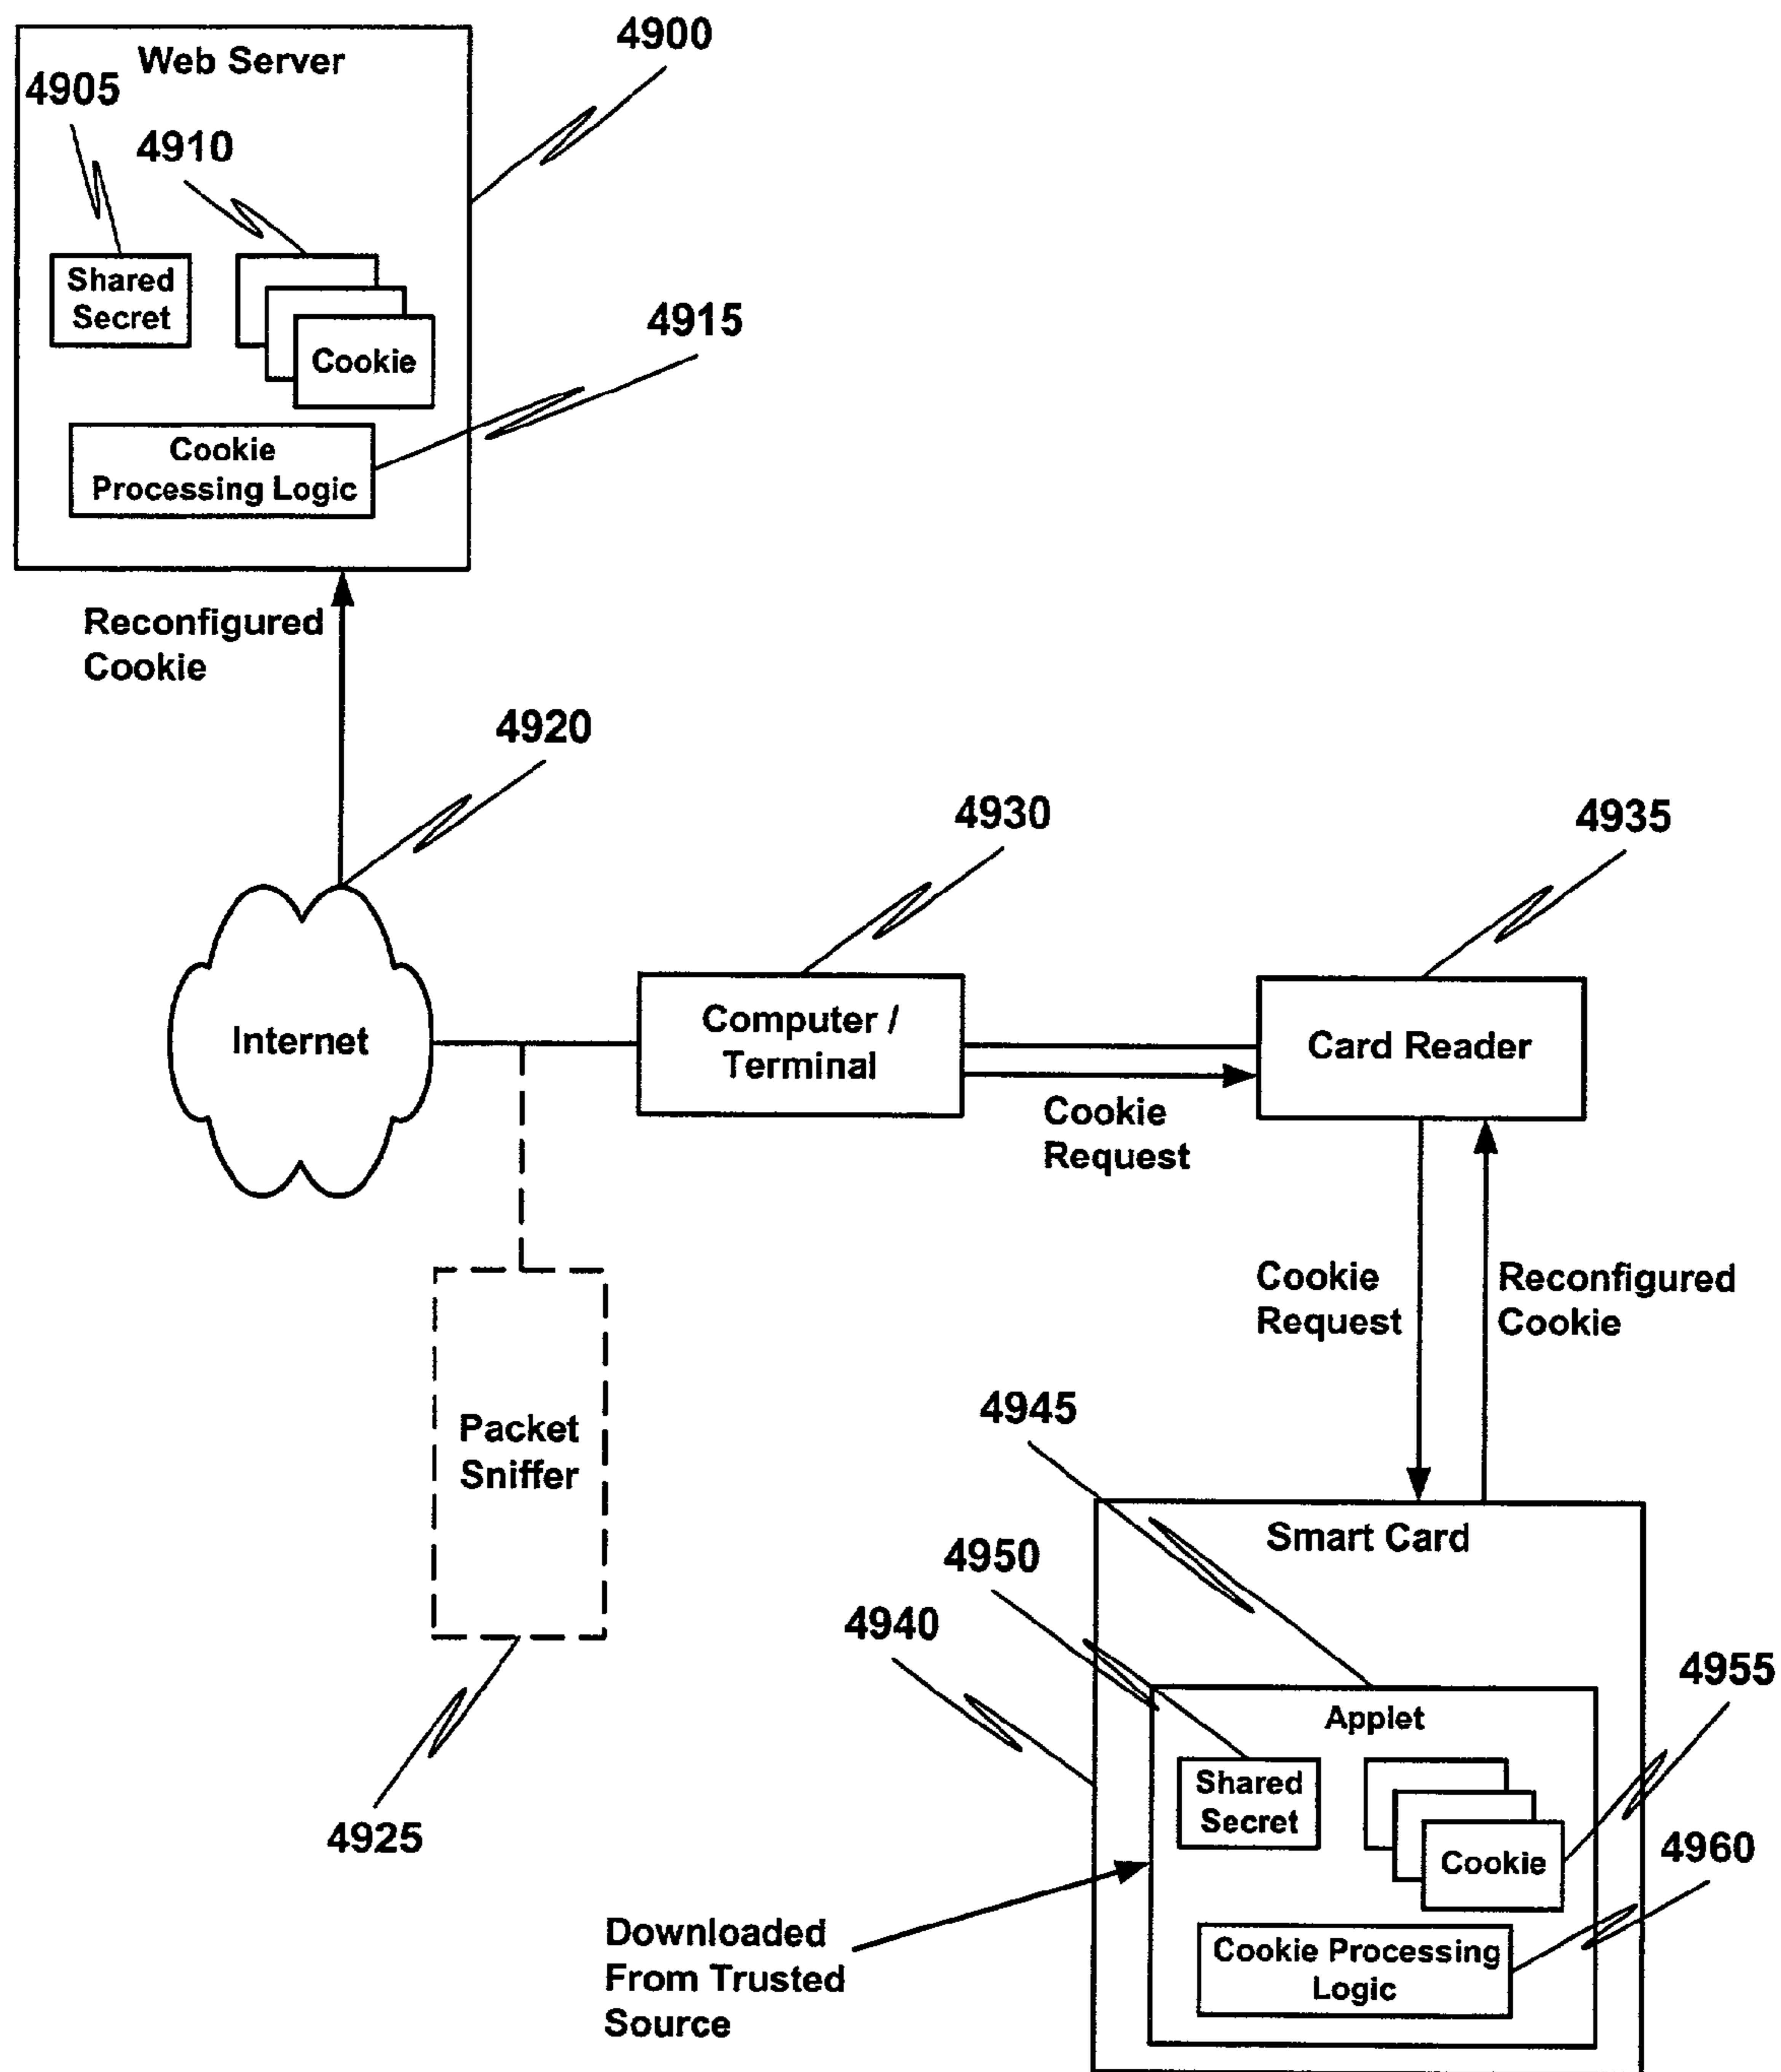 4900
Web Server
4905
4910
Shared
Secret
Cookie
4915
Cookie
Processing Logic
Reconfigured
Cookie
4920
4930
4935
Internet
Computer /
Terminal
Card Reader
Cookie
Request
Cookie
Request
Reconfigured
Cookie
Packet
Sniffer
4925
4945
Smart Card
4950
4940
4955
Applet
Shared
Secret
Cookie
4960
Cookie Processing
Logic
Downloaded
From Trusted
Source